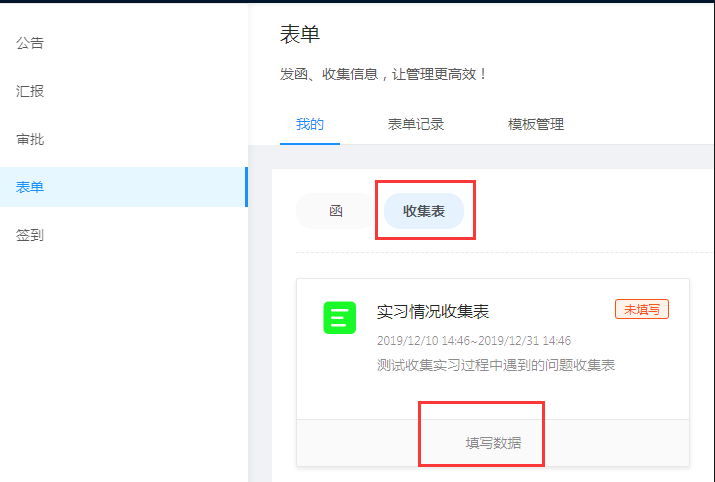 公告
汇报
审批
表单
签到
表单
发函、收集信息，让管理更高效！
我的 表单记录 模板管理
函 收集表
实习情况收集表 未填写
2019/12/10 14:46~2019/12/31 14:46
测试收集实习过程中遇到的问题收集表
填写数据